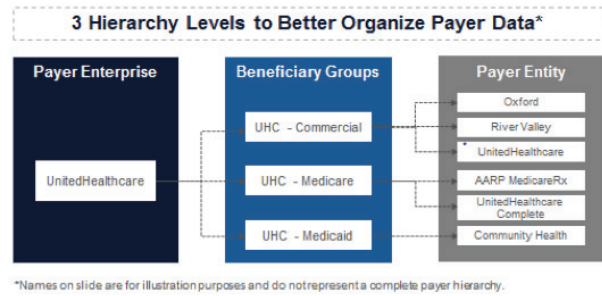 3 Hierarchy Levels to Better Organize Payer Data*
Payer Enterprise
UnitedHealthcare
Beneficiary Groups
UHC - Commercial
UHC - Medicare
UHC - Medicaid
Payer Entity
Oxford
River Valley
* UnitedHealthcare
AARP MedicareRx
UnitedHealthcare
Complete
Community Health
*Names on slide are for illustration purposes and do not represent a complete payer hierarchy.